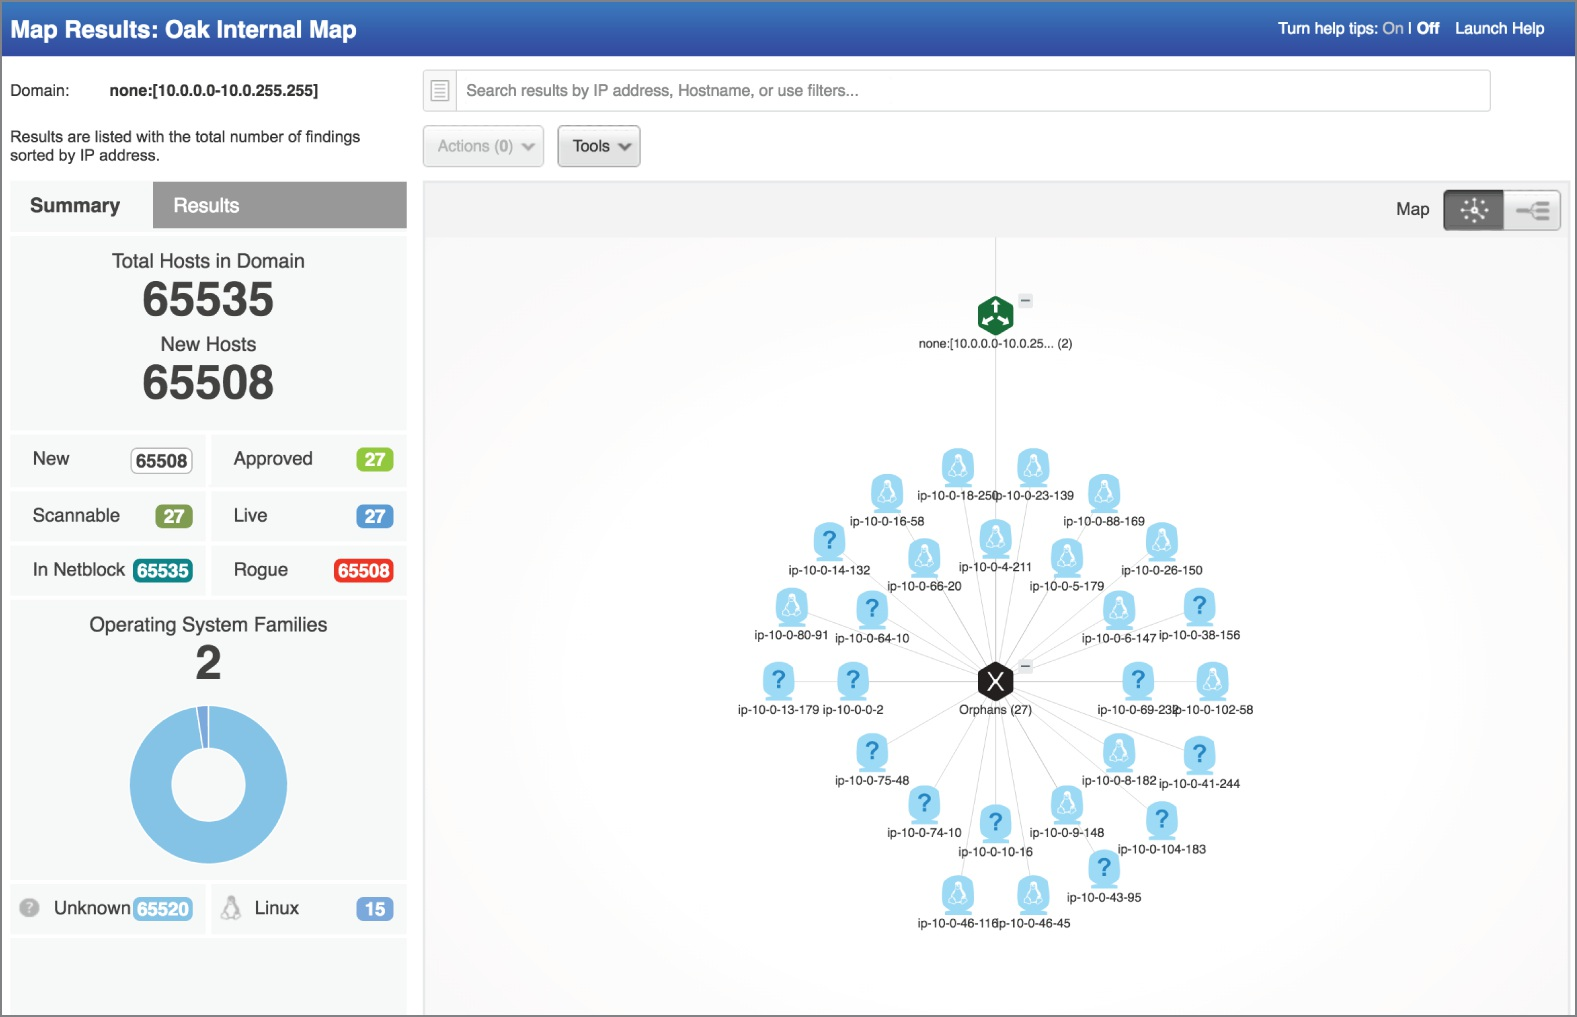 Map Results: Oak Internal Map
Turn help tips: On | Off Launch Help
Domain: none:[10.0.0.0-10.0.255.255]
Search results by IP address, Hostname, or use filters...
Results are listed with the total number of findings
sorted by IP address.
Actions (0)
Tools
Summary
Results
Map
Total Hosts in Domain
65535
New Hosts
65508
New 65508
Approved 27
Scannable 27
Live 27
In Netblock 65535
Rogue 65508
Operating System Families
2
Unknown 65520
Linux 15
none:[10.0.0.0-10.0.25... (2)
ip-10-0-18-250
ip-10-0-23-139
ip-10-0-16-58
ip-10-0-88-169
ip-10-0-14-132
ip-10-0-4-211
ip-10-0-26-150
ip-10-0-66-20
ip-10-0-5-179
ip-10-0-80-91
ip-10-0-64-10
ip-10-0-6-147
ip-10-0-38-156
X
ip-10-0-13-179
ip-10-0-0-2
Orphans (27)
ip-10-0-69-232
ip-10-0-102-58
ip-10-0-75-48
ip-10-0-8-182
ip-10-0-41-244
ip-10-0-74-10
ip-10-0-9-148
ip-10-0-10-16
ip-10-0-104-183
ip-10-0-43-95
ip-10-0-46-45